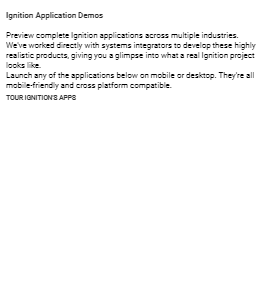 Ignition Application Demos
Preview complete Ignition applications across multiple industries.
We've worked directly with systems integrators to develop these highly
realistic products, giving you a glimpse into what a real Ignition project
looks like.
Launch any of the applications below on mobile or desktop. They're all
mobile-friendly and cross platform compatible.
TOUR IGNITION'S APPS